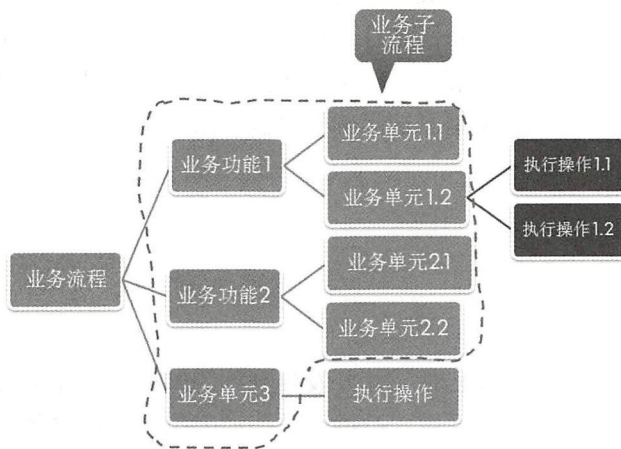 业务子
流程
业务单元1.1
业务功能1
执行操作1.1
业务单元1.2
执行操作1.2
业务单元2.1
业务流程
业务功能2
业务单元2.2
业务单元3
执行操作